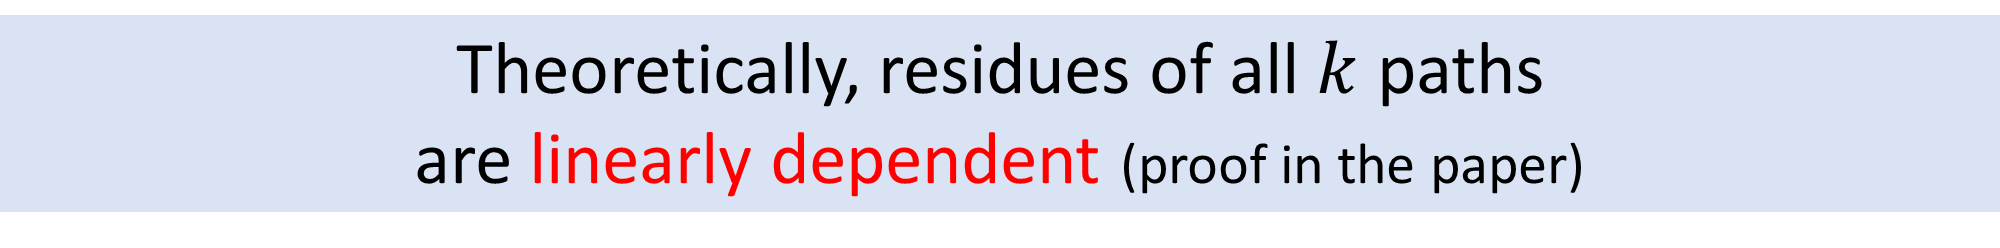 Theoretically, residues of all k paths
are linearly dependent (proof in the paper)